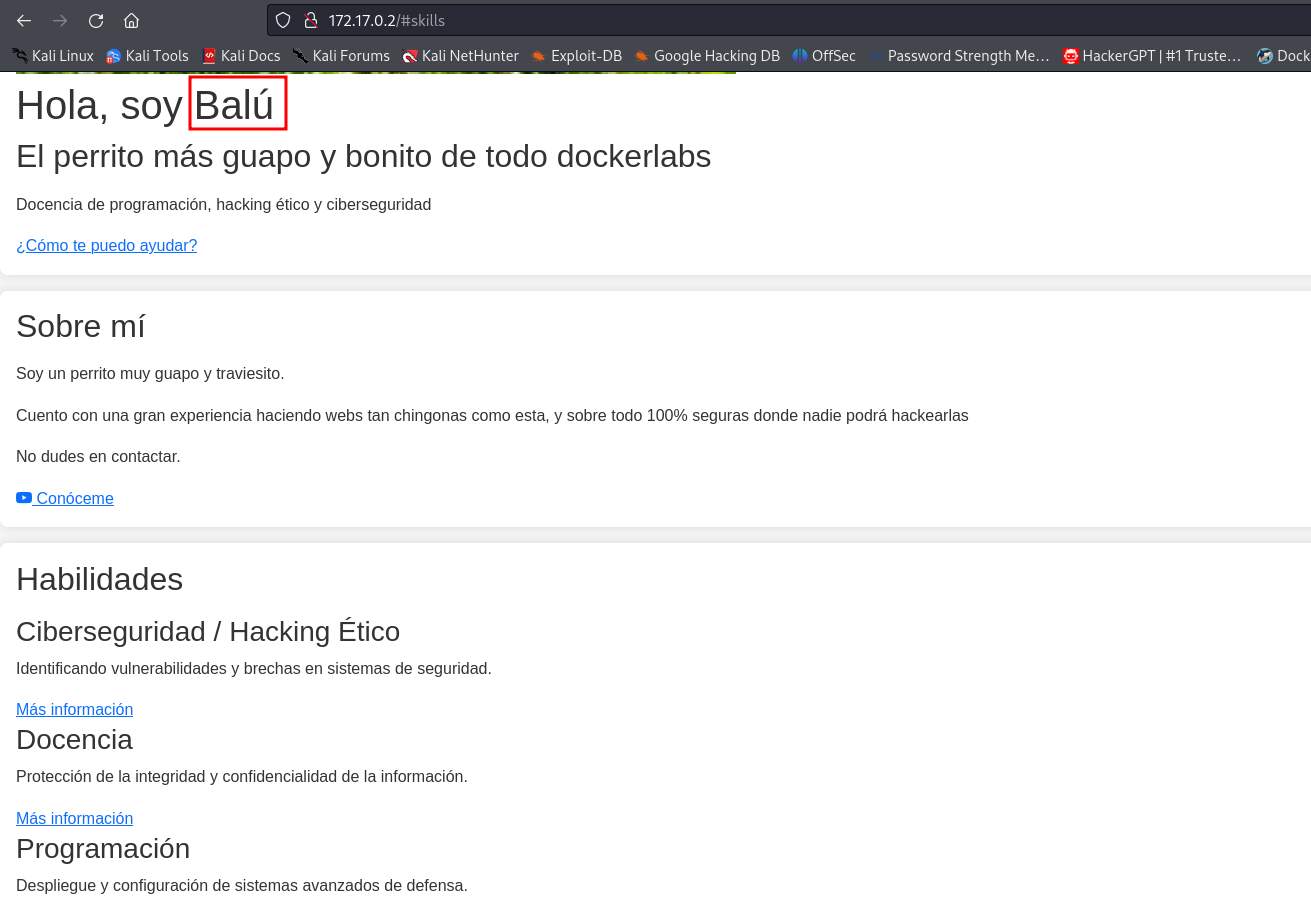 172.17.0.2/#skills
Kali Linux Kali Tools Kali Docs Kali Forums Kali NetHunter Exploit-DB Google Hacking DB OffSec Password Strength Me… HackerGPT | #1 Truste… Dock
Hola, soy Balú
El perrito más guapo y bonito de todo dockerlabs
Docencia de programación, hacking ético y ciberseguridad
¿Cómo te puedo ayudar?
Sobre mí
Soy un perrito muy guapo y traviesito.
Cuento con una gran experiencia haciendo webs tan chingonas como esta, y sobre todo 100% seguras donde nadie podrá hackearlas
No dudes en contactar.
Conóceme
Habilidades
Ciberseguridad / Hacking Ético
Identificando vulnerabilidades y brechas en sistemas de seguridad.
Más información
Docencia
Protección de la integridad y confidencialidad de la información.
Más información
Programación
Despliegue y configuración de sistemas avanzados de defensa.